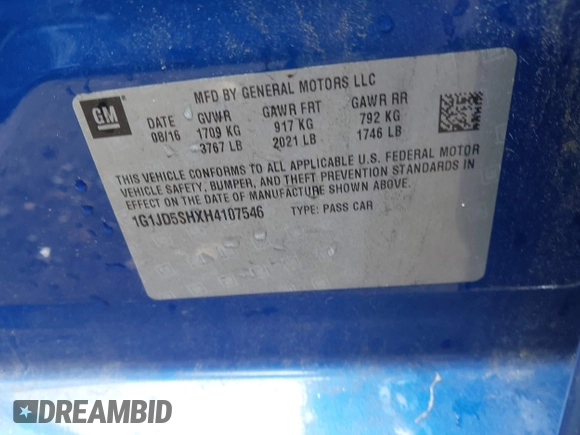 MFD BY GENERAL MOTORS LLC
GM
DATE GVWR GAWR FRT GAWR RR
08/16 1709 KG 917 KG 792 KG
3767 LB 2021 LB 1746 LB
THIS VEHICLE CONFORMS TO ALL APPLICABLE U.S. FEDERAL MOTOR
VEHICLE SAFETY, BUMPER, AND THEFT PREVENTION STANDARDS IN
EFFECT ON THE DATE OF MANUFACTURE SHOWN ABOVE.
1G1JD5SHXH4107546 TYPE: PASS CAR
DREAMBID